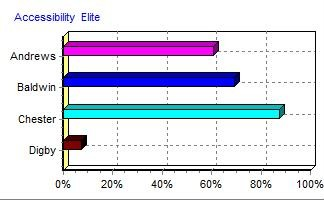 Accessibility Elite
Andrews
Baldwin
Chester
Digby
0% 20% 40% 60% 80% 100%